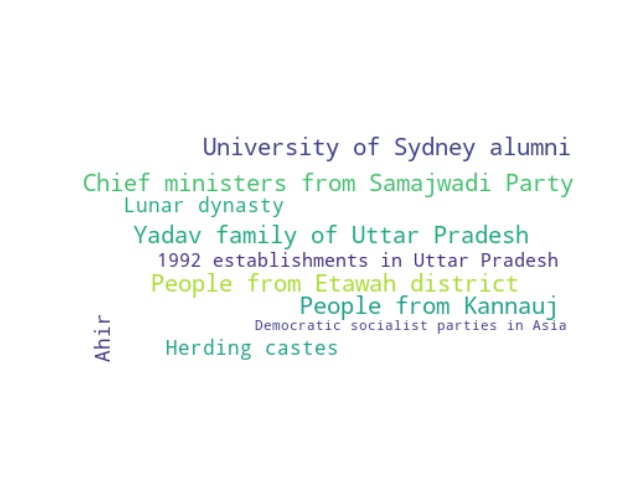 University of Sydney alumni
Chief ministers from Samajwadi Party
Lunar dynasty
Yadav family of Uttar Pradesh
1992 establishments in Uttar Pradesh
People from Etawah district
People from Kannauj
Democratic socialist parties in Asia
Ahir
Herding castes